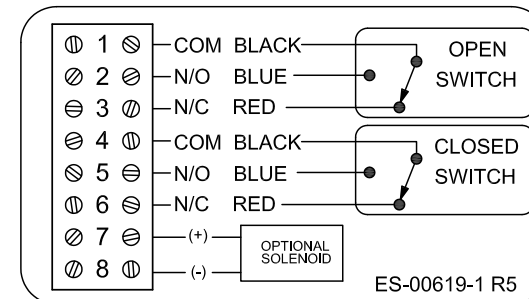 1 COM BLACK
2 N/O BLUE
3 N/C RED
OPEN
SWITCH
4 COM BLACK
5 N/O BLUE
6 N/C RED
CLOSED
SWITCH
7 (+)
8 (-)
OPTIONAL
SOLENOID
ES-00619-1 R5